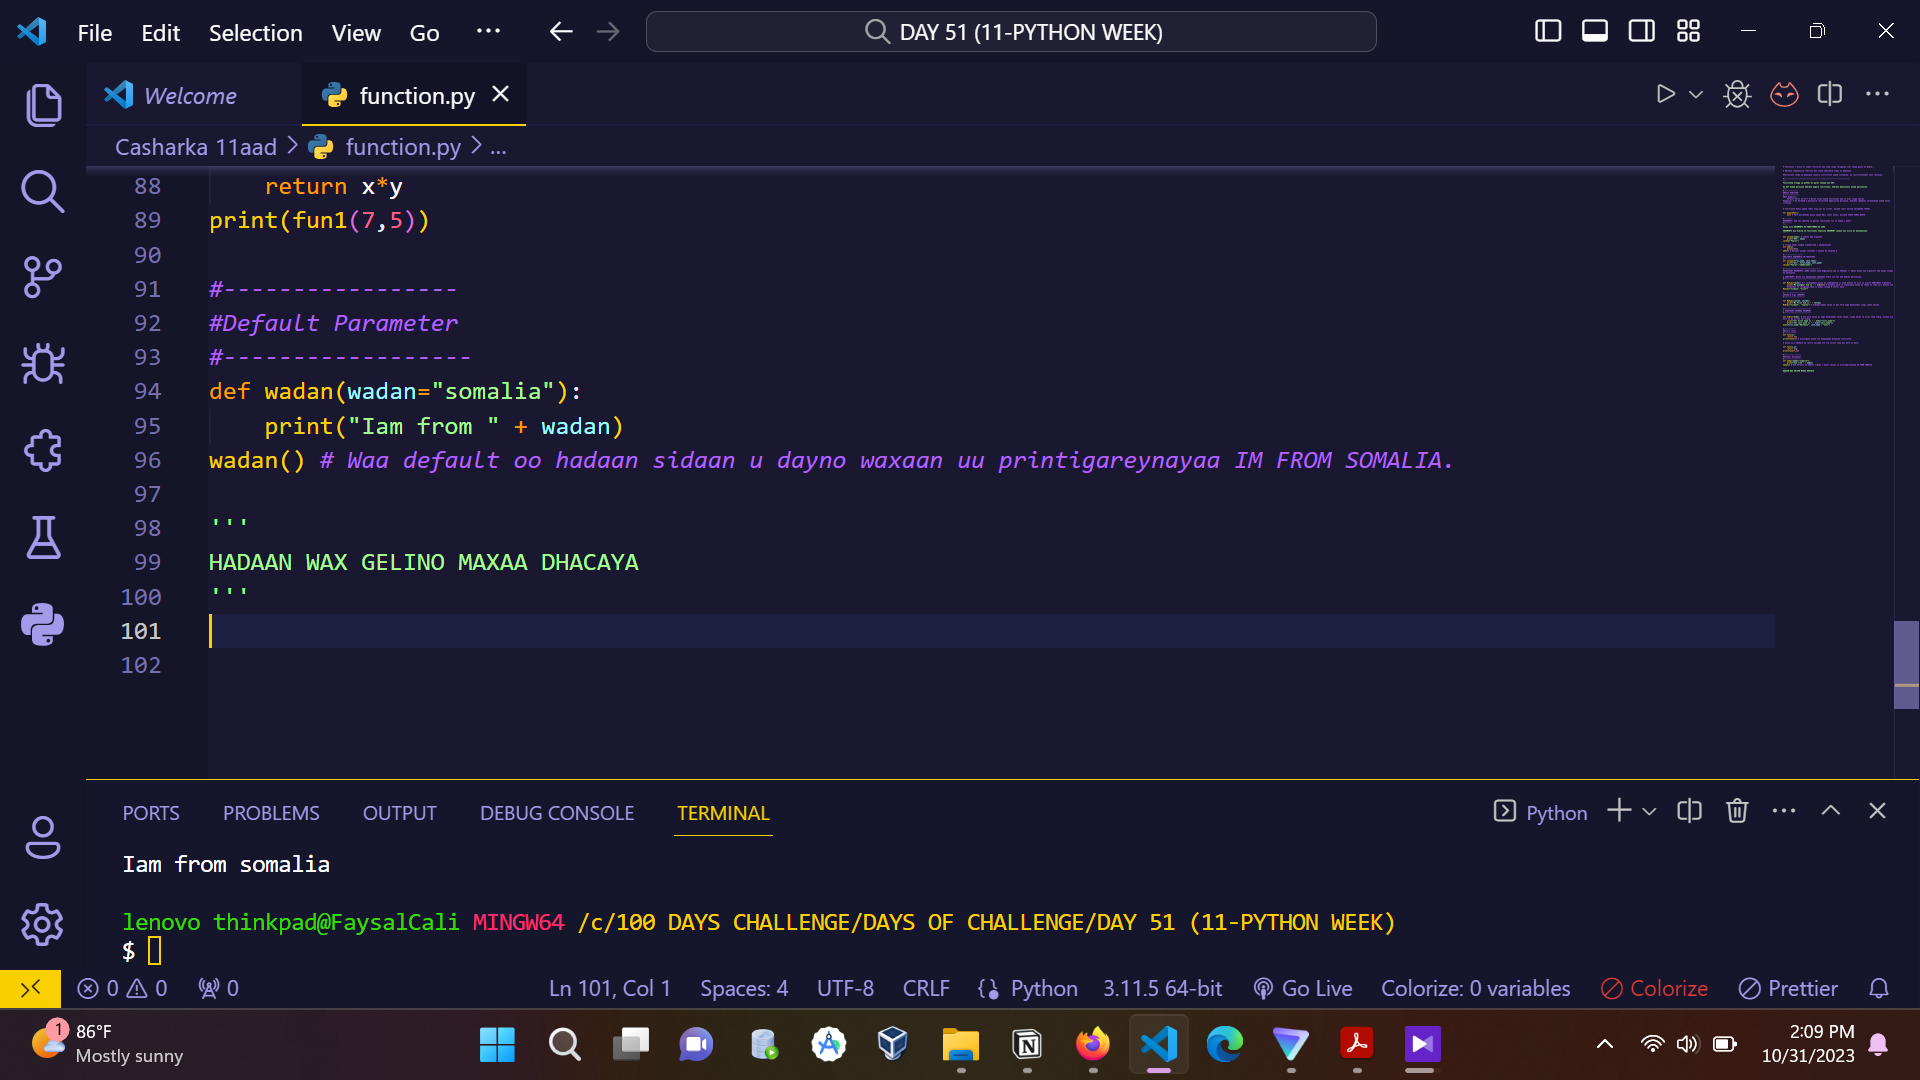 File Edit Selection View Go ... DAY 51 (11-PYTHON WEEK)
Welcome function.py
Casharka 11aad > function.py > ...
88     return x*y
89 print(fun1(7,5))
90
91 #-----------------
92 #Default Parameter
93 #------------------
94 def wadan(wadan="somalia"):
95     print("Iam from " + wadan)
96 wadan() # Waa default oo hadaan sidaan u dayno waxaan uu printigareynayaa IM FROM SOMALIA.
97
98 '''
99 HADAAN WAX GELINO MAXAA DHACAYA
100 '''
101
102
PORTS PROBLEMS OUTPUT DEBUG CONSOLE TERMINAL Python
Iam from somalia
lenovo thinkpad@FaysalCali MINGW64 /c/100 DAYS CHALLENGE/DAYS OF CHALLENGE/DAY 51 (11-PYTHON WEEK)
$
0 0 0 Ln 101, Col 1 Spaces: 4 UTF-8 CRLF Python 3.11.5 64-bit Go Live Colorize: 0 variables Colorize Prettier
1 86°F
Mostly sunny
2:09 PM
10/31/2023